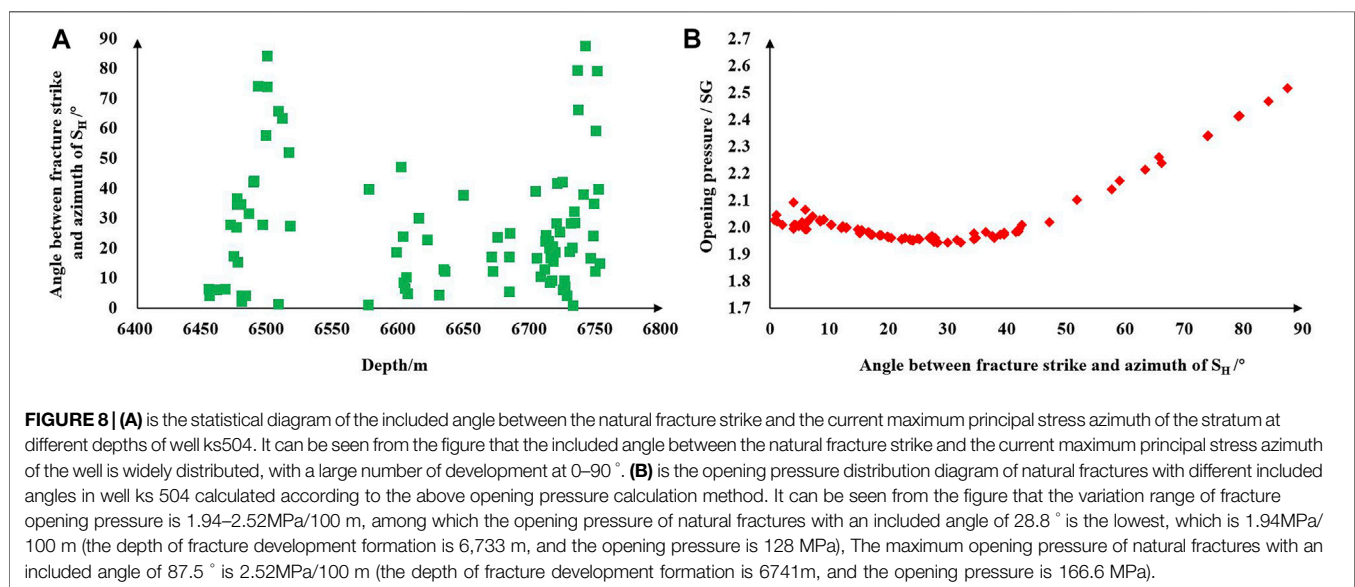 A
90
80
70
60
50
40
30
20
10
0
Angle between fracture strike
and azimuth of SH /°
6400 6450 6500 6550 6600 6650 6700 6750 6800
Depth/m
B
2.7
2.6
2.5
2.4
2.3
2.2
2.1
2.0
1.9
1.8
1.7
Opening pressure / SG
0 10 20 30 40 50 60 70 80 90
Angle between fracture strike and azimuth of SH /°
FIGURE 8 | (A) is the statistical diagram of the included angle between the natural fracture strike and the current maximum principal stress azimuth of the stratum at
different depths of well ks504. It can be seen from the figure that the included angle between the natural fracture strike and the current maximum principal stress azimuth
of the well is widely distributed, with a large number of development at 0–90 °. (B) is the opening pressure distribution diagram of natural fractures with different included
angles in well ks 504 calculated according to the above opening pressure calculation method. It can be seen from the figure that the variation range of fracture
opening pressure is 1.94–2.52MPa/100 m, among which the opening pressure of natural fractures with an included angle of 28.8 ° is the lowest, which is 1.94MPa/
100 m (the depth of fracture development formation is 6,733 m, and the opening pressure is 128 MPa), The maximum opening pressure of natural fractures with an
included angle of 87.5 ° is 2.52MPa/100 m (the depth of fracture development formation is 6741m, and the opening pressure is 166.6 MPa).